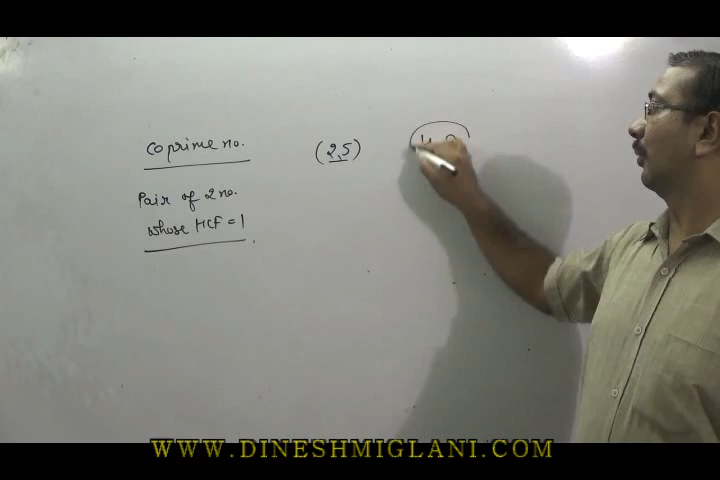 Coprime no.
(2,5)
Pair of 2 no.
whose HCF = 1
WWW.DINESHMIGLANI.COM